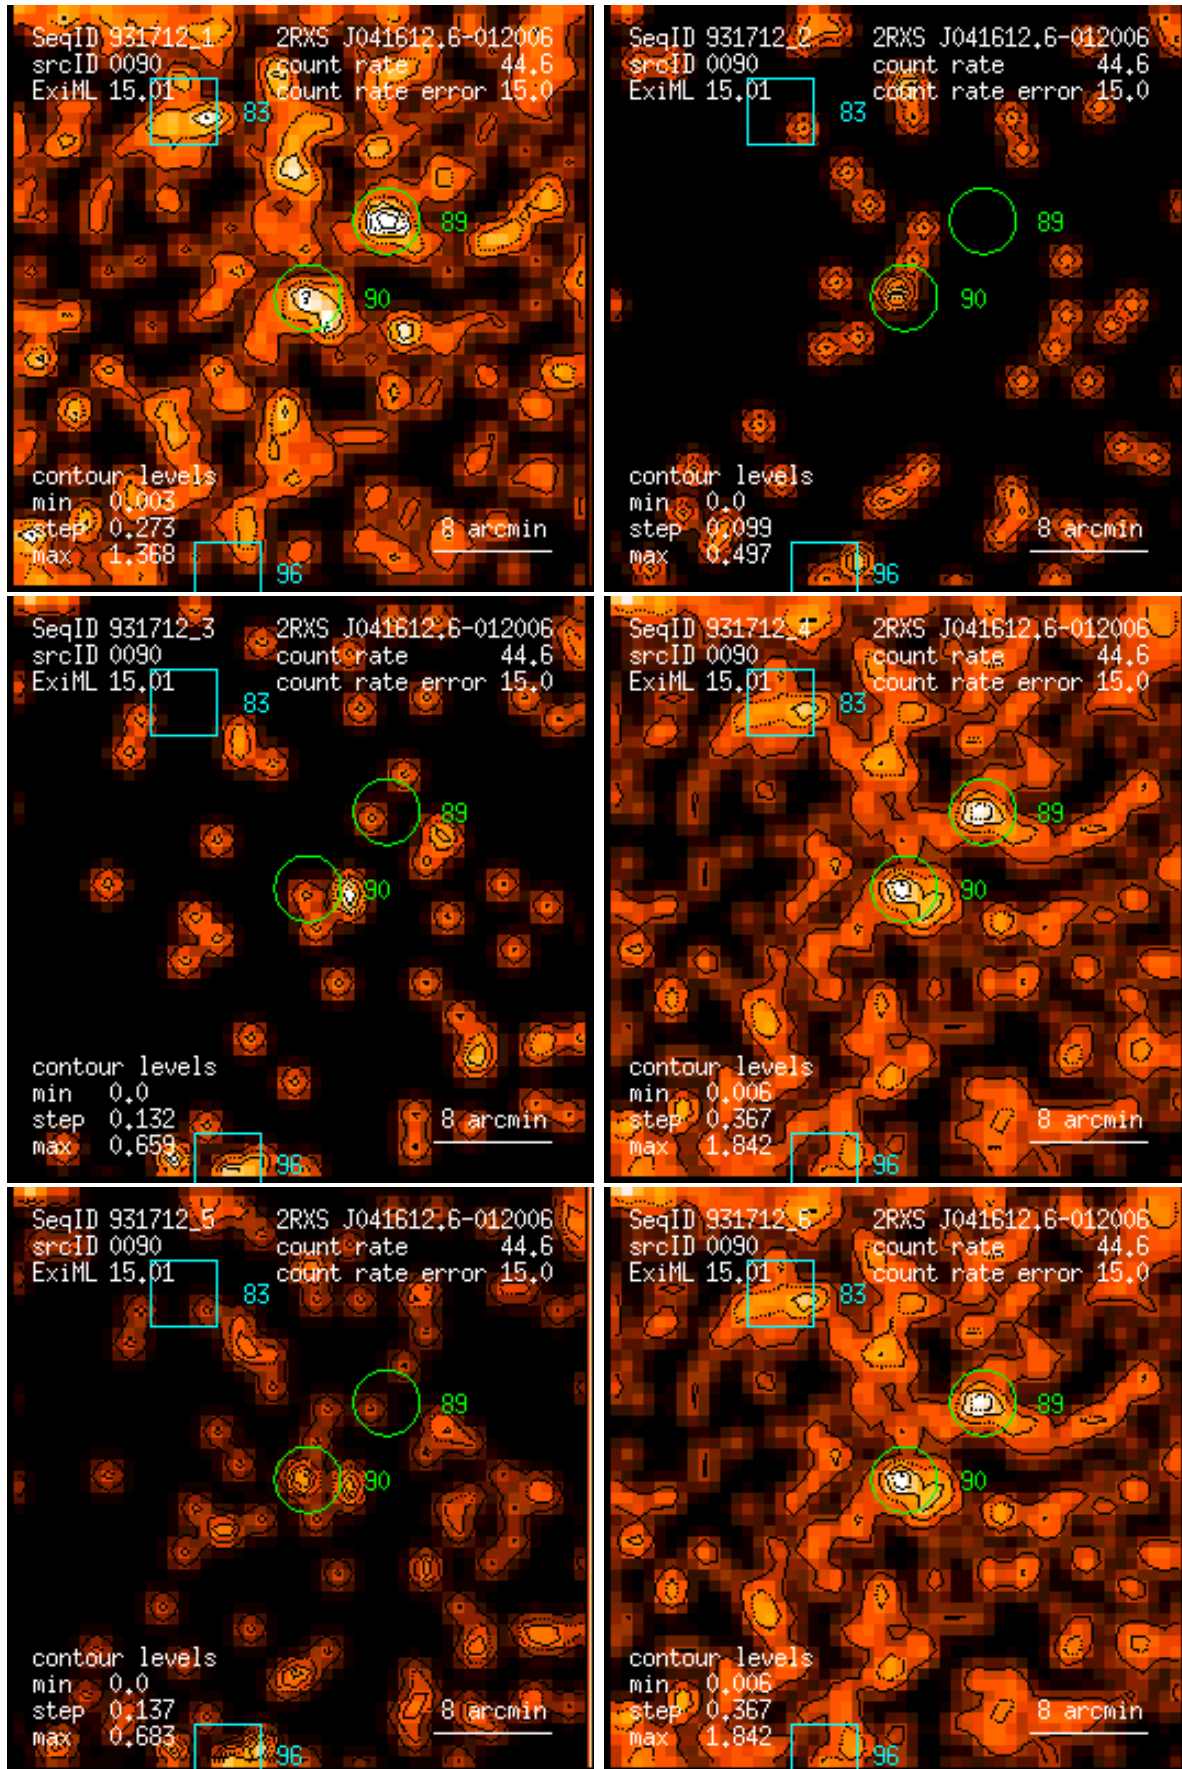 SeqID 931712_1 2RXS J041612.6-012006
srcID 0090 count rate 44.6
ExiML 15.01 count rate error 15.0
83
89
90
contour levels
min 0.003
step 0.273
max 1.368
8 arcmin
96
SeqID 931712_2 2RXS J041612.6-012006
srcID 0090 count rate 44.6
ExiML 15.01 count rate error 15.0
83
89
90
contour levels
min 0.0
step 0.099
max 0.497
8 arcmin
96
SeqID 931712_3 2RXS J041612.6-012006
srcID 0090 count rate 44.6
ExiML 15.01 count rate error 15.0
83
89
90
contour levels
min 0.0
step 0.132
max 0.659
8 arcmin
96
SeqID 931712_4 2RXS J041612.6-012006
srcID 0090 count rate 44.6
ExiML 15.01 count rate error 15.0
83
89
90
contour levels
min 0.006
step 0.367
max 1.842
8 arcmin
96
SeqID 931712_5 2RXS J041612.6-012006
srcID 0090 count rate 44.6
ExiML 15.01 count rate error 15.0
83
89
90
contour levels
min 0.0
step 0.137
max 0.683
8 arcmin
96
SeqID 931712_6 2RXS J041612.6-012006
srcID 0090 count rate 44.6
ExiML 15.01 count rate error 15.0
83
89
90
contour levels
min 0.006
step 0.367
max 1.842
8 arcmin
96